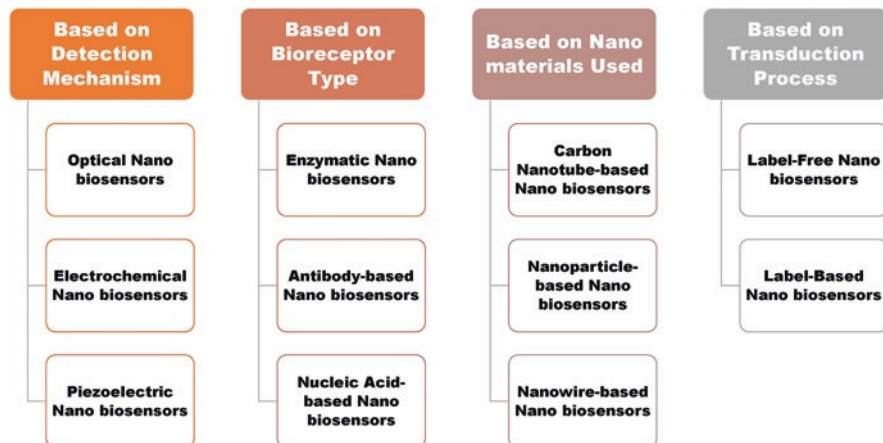 Based on
Detection
Mechanism
Optical Nano
biosensors
Electrochemical
Nano biosensors
Piezoelectric
Nano biosensors
Based on
Bioreceptor
Type
Enzymatic Nano
biosensors
Antibody-based
Nano biosensors
Nucleic Acid-
based Nano
biosensors
Based on Nano
materials Used
Carbon
Nanotube-based
Nano biosensors
Nanoparticle-
based Nano
biosensors
Nanowire-based
Nano biosensors
Based on
Transduction
Process
Label-Free Nano
biosensors
Label-Based
Nano biosensors